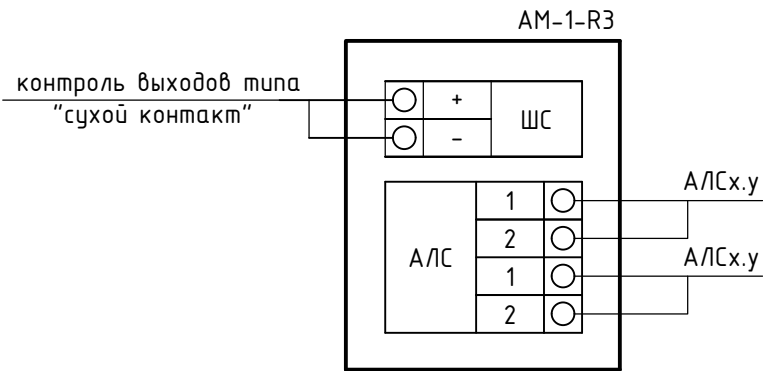 АМ-1-R3
контроль выходов типа
"сухой контакт"
+
-
ШС
АЛС
1
2
1
2
АЛСх.у
АЛСх.у